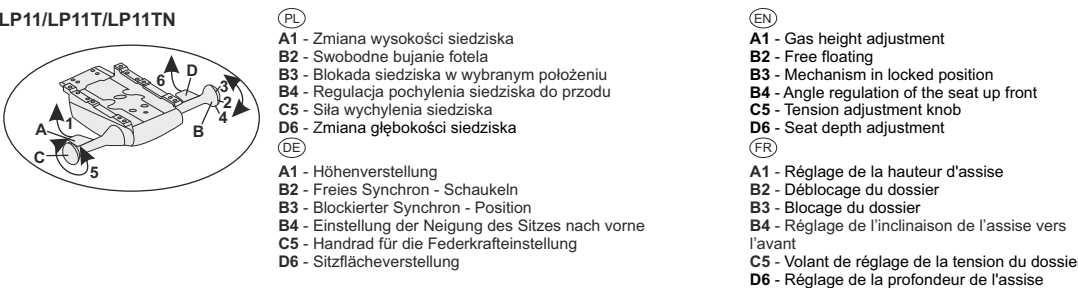 LP11/LP11T/LP11TN
6
D
3
2
4
B
1
A
C
5
PL
A1 - Zmiana wysokości siedziska
B2 - Swobodne bujanie fotela
B3 - Blokada siedziska w wybranym położeniu
B4 - Regulacja pochylenia siedziska do przodu
C5 - Siła wychylenia siedziska
D6 - Zmiana głębokości siedziska
DE
A1 - Höhenverstellung
B2 - Freies Synchron - Schaukeln
B3 - Blockierter Synchron - Position
B4 - Einstellung der Neigung des Sitzes nach vorne
C5 - Handrad für die Federkrafteinstellung
D6 - Sitzflächeverstellung
EN
A1 - Gas height adjustment
B2 - Free floating
B3 - Mechanism in locked position
B4 - Angle regulation of the seat up front
C5 - Tension adjustment knob
D6 - Seat depth adjustment
FR
A1 - Réglage de la hauteur d'assise
B2 - Déblocage du dossier
B3 - Blocage du dossier
B4 - Réglage de l’inclinaison de l’assise vers
l’avant
C5 - Volant de réglage de la tension du dossie
D6 - Réglage de la profondeur de l'assise